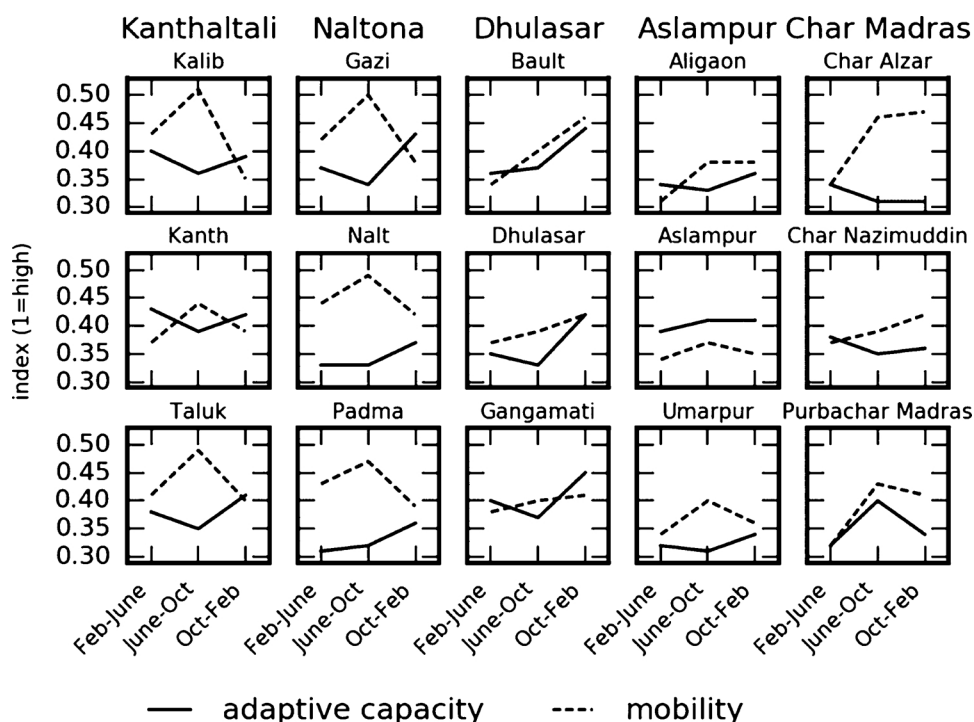 Kanthaltali Naltona Dhulasar Aslampur Char Madras
Kalib Gazi Bault Aligaon Char Alzar
0.50
0.45
0.40
0.35
0.30
Kanth Nalt Dhulasar Aslampur Char Nazimuddin
0.50
0.45
0.40
0.35
0.30
index (1=high)
Taluk Padma Gangamati Umarpur Purbachar Madras
0.50
0.45
0.40
0.35
0.30
Feb-June June-Oct Oct-Feb Feb-June June-Oct Oct-Feb Feb-June June-Oct Oct-Feb Feb-June June-Oct Oct-Feb Feb-June June-Oct Oct-Feb
adaptive capacity mobility